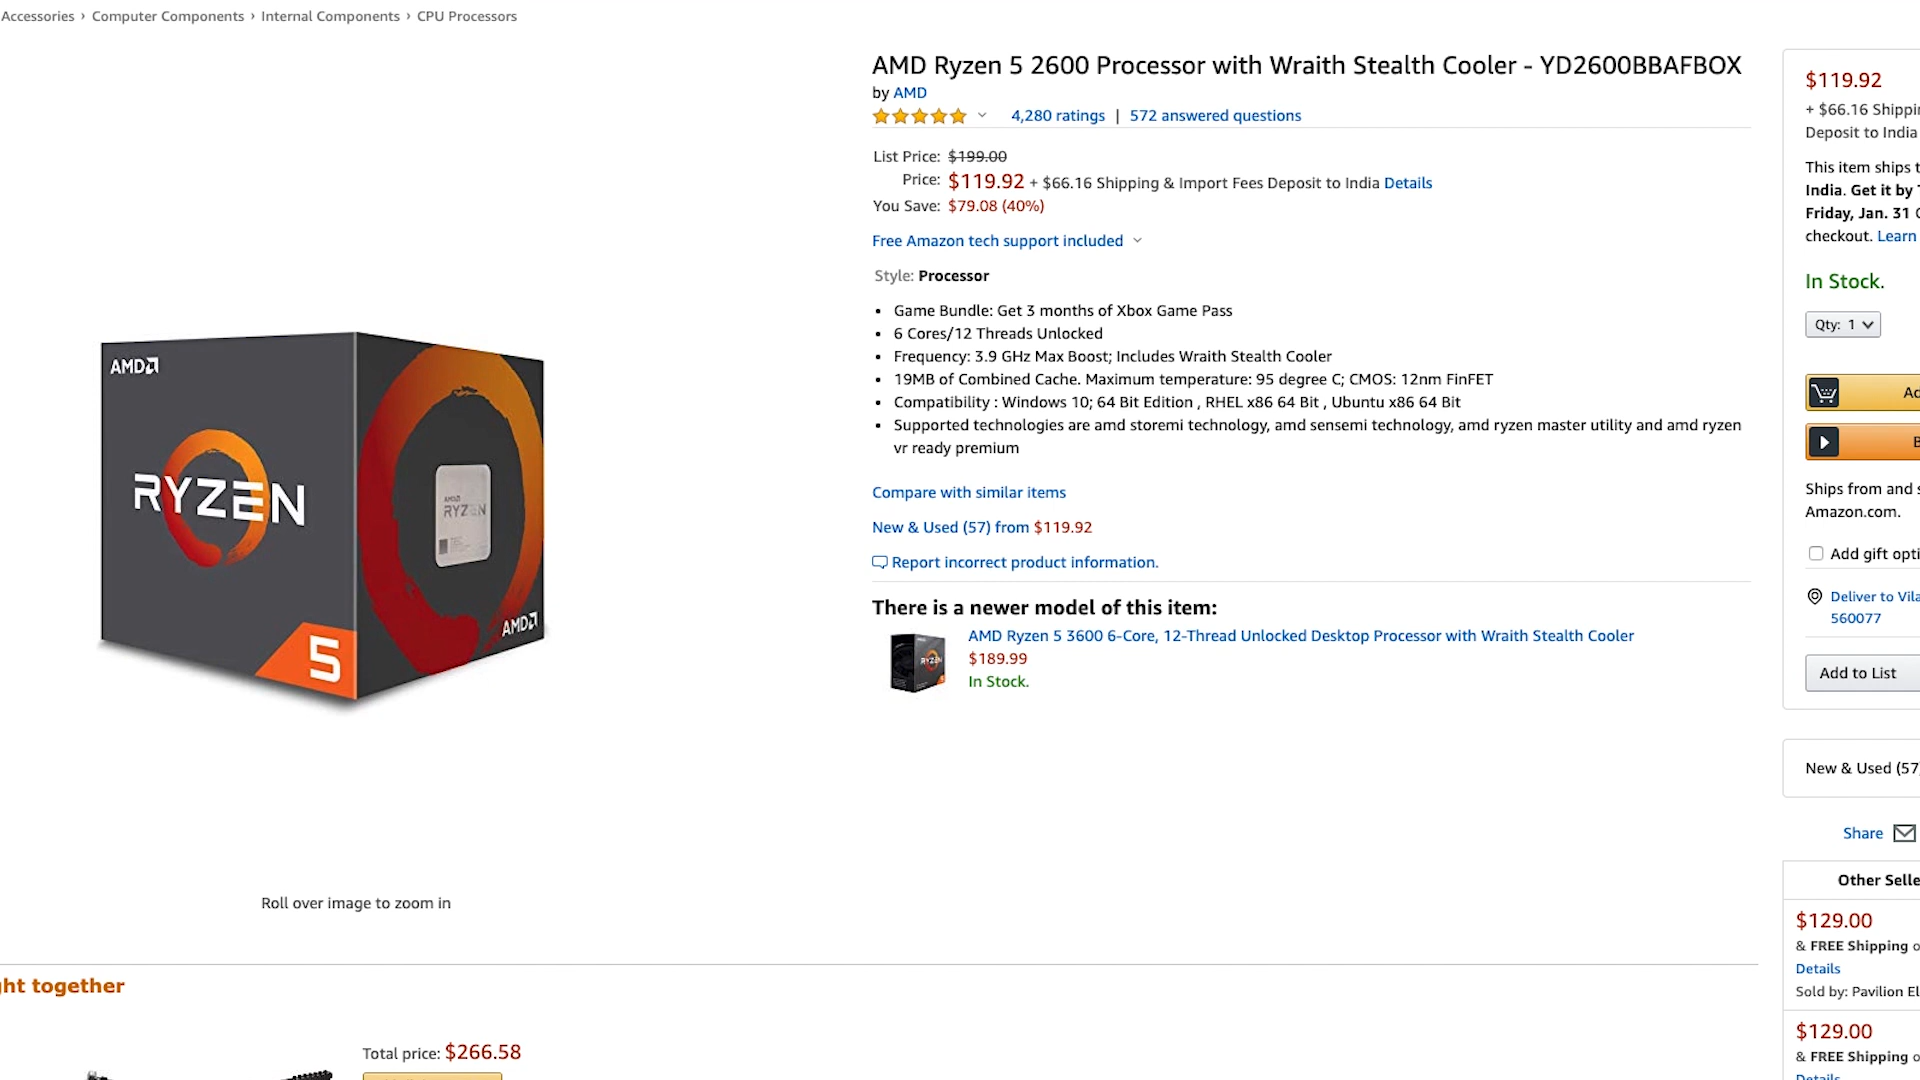 Accessories › Computer Components › Internal Components › CPU Processors
AMD Ryzen 5 2600 Processor with Wraith Stealth Cooler - YD2600BBAFBOX
by AMD
4,280 ratings | 572 answered questions
List Price: $199.00
Price: $119.92 + $66.16 Shipping & Import Fees Deposit to India Details
You Save: $79.08 (40%)
Free Amazon tech support included
Style: Processor
• Game Bundle: Get 3 months of Xbox Game Pass
• 6 Cores/12 Threads Unlocked
• Frequency: 3.9 GHz Max Boost; Includes Wraith Stealth Cooler
• 19MB of Combined Cache. Maximum temperature: 95 degree C; CMOS: 12nm FinFET
• Compatibility : Windows 10; 64 Bit Edition , RHEL x86 64 Bit , Ubuntu x86 64 Bit
• Supported technologies are amd storemi technology, amd sensemi technology, amd ryzen master utility and amd ryzen
vr ready premium
Compare with similar items
New & Used (57) from $119.92
Report incorrect product information.
There is a newer model of this item:
AMD Ryzen 5 3600 6-Core, 12-Thread Unlocked Desktop Processor with Wraith Stealth Cooler
$189.99
In Stock.
RYZEN
AMD
RYZEN
5
AMD
RYZEN
AMD
Roll over image to zoom in
ht together
Total price: $266.58
$119.92
+ $66.16 Shippi
Deposit to India
This item ships t
India. Get it by
Friday, Jan. 31
checkout. Learn
In Stock.
Qty: 1
Ad
B
Ships from and s
Amazon.com.
Add gift opti
Deliver to Vila
560077
Add to List
New & Used (57
Share
Other Selle
$129.00
& FREE Shipping o
Details
Sold by: Pavilion El
$129.00
& FREE Shipping o
Details